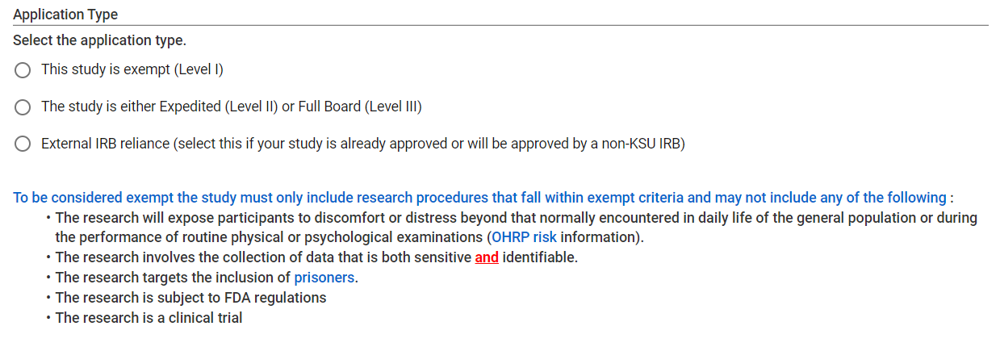 Application Type
Select the application type.
This study is exempt (Level I)
The study is either Expedited (Level II) or Full Board (Level III)
External IRB reliance (select this if your study is already approved or will be approved by a non-KSU IRB)
To be considered exempt the study must only include research procedures that fall within exempt criteria and may not include any of the following :
• The research will expose participants to discomfort or distress beyond that normally encountered in daily life of the general population or during
the performance of routine physical or psychological examinations (OHRP risk information).
• The research involves the collection of data that is both sensitive and identifiable.
• The research targets the inclusion of prisoners.
• The research is subject to FDA regulations
• The research is a clinical trial